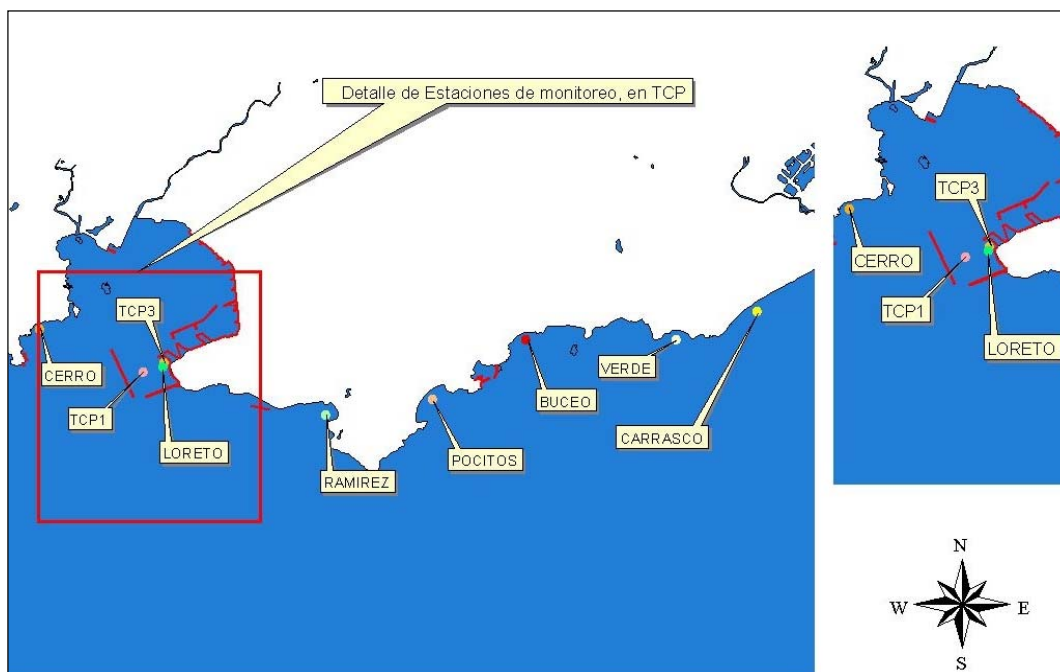 Detalle de Estaciones de monitoreo, en TCP
TCP3
CERRO
TCP1
LORETO
RAMIREZ
POCITOS
BUCEO
VERDE
CARRASCO
TCP3
CERRO
TCP1
LORETO
N
W
E
S